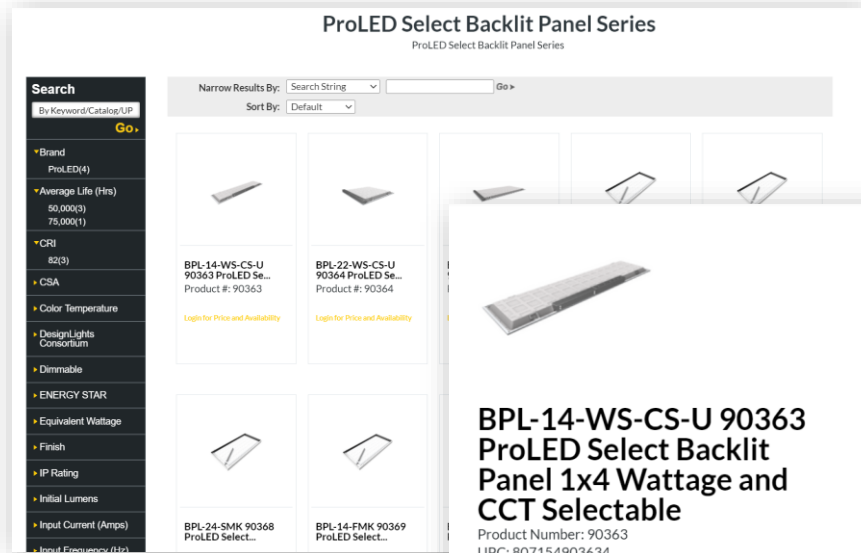 ProLED Select Backlit Panel Series
ProLED Select Backlit Panel Series
Search
By Keyword/Catalog/UP
Go
Brand
ProLED(4)
Average Life (Hrs)
50,000(3)
75,000(1)
CRI
82(3)
CSA
Color Temperature
DesignLights
Consortium
Dimmable
ENERGY STAR
Equivalent Wattage
Finish
IP Rating
Initial Lumens
Input Current (Amps)
Input Frequency (Hz)
Narrow Results By: Search String Go
Sort By: Default
BPL-14-WS-CS-U
90363 ProLED Se...
Product #: 90363
Login for Price and Availability
BPL-22-WS-CS-U
90364 ProLED Se...
Product #: 90364
Login for Price and Availability
BPL-24-SMK 90368
ProLED Select...
BPL-14-FMK 90369
ProLED Select...
BPL-14-WS-CS-U 90363
ProLED Select Backlit
Panel 1x4 Wattage and
CCT Selectable
Product Number: 90363
UPC: 807154903634